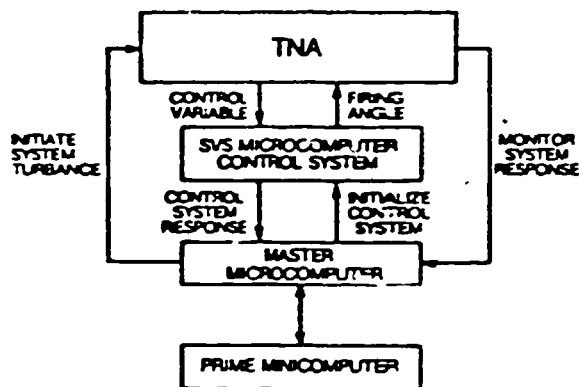 TNA
CONTROL
VARIABLE
FIRING
ANGLE
INITIATE
SYSTEM
TURBANCE
SVS MICROCOMPUTER
CONTROL SYSTEM
MONITOR
SYSTEM
RESPONSE
CONTROL
SYSTEM
RESPONSE
INITIALIZE
CONTROL
SYSTEM
MASTER
MICROCOMPUTER
PRIME MINICOMPUTER